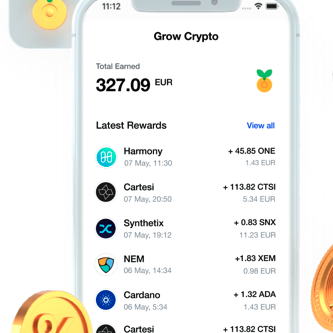 11:12
Grow Crypto
Total Earned
327.09 EUR
Latest Rewards View all
Harmony + 45.85 ONE
07 May, 11:30 1.43 EUR
Cartesi + 113.82 CTSI
07 May, 20:50 5.34 EUR
Synthetix + 0.83 SNX
07 May, 19:12 11.23 EUR
NEM +1.83 XEM
06 May, 14:34 0.98 EUR
Cardano + 1.32 ADA
06 May, 5:34 1.43 EUR
Cartesi + 113.82 CTSI